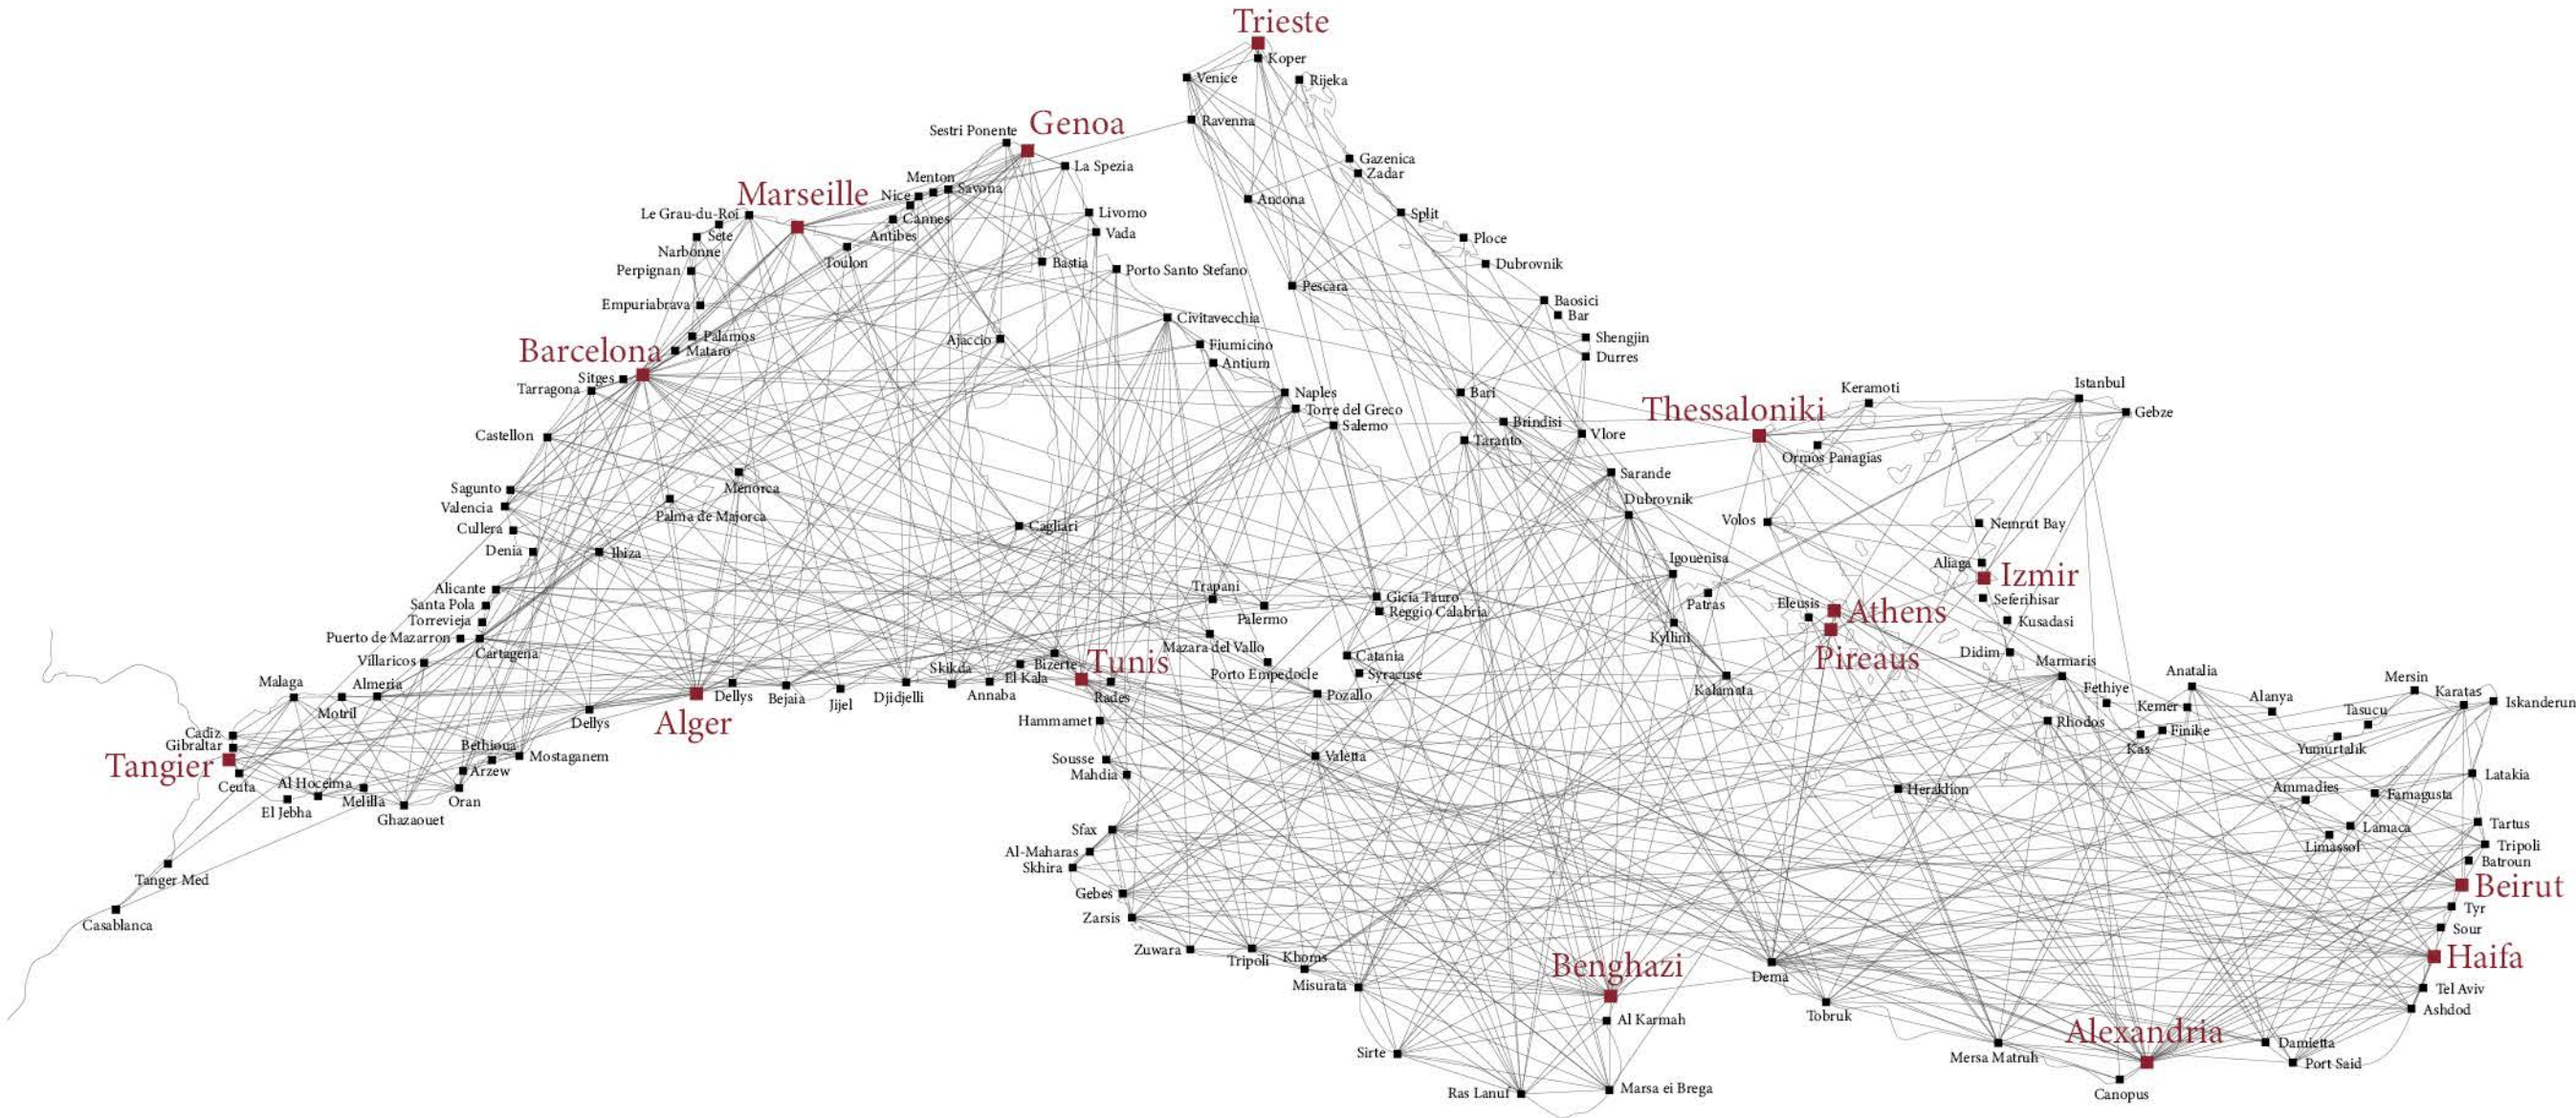 Trieste
Koper
Venice
Rijeka
Ravenna
Genoa
Sestri Ponente
La Spezia
Gazenica
Zadar
Menton
Savona
Nice
Marseille
Ancona
Le Grau-du-Roi
Livomo
Split
Cannes
Sete
Antibes
Vada
Ploce
Narbonne
Toulon
Bastia
Dubrovnik
Perpignan
Porto Santo Stefano
Pescara
Empuriabrava
Baosici
Bar
Civitavecchia
Palamos
Ajaccio
Shengjin
Mataro
Fiumicino
Barcelona
Durres
Antium
Sitges
Tarragona
Naples
Bari
Keramoti
Istanbul
Torre del Greco
Thessaloniki
Gebze
Salemo
Brindisi
Castellon
Taranto
Vlore
Ormos Panagias
Sarande
Menorca
Sagunto
Dubrovnik
Valencia
Palma de Majorca
Cullera
Cagliari
Volos
Nemrut Bay
Denia
Ibiza
Igouenisa
Aliaga
Izmir
Alicante
Trapani
Gicia Tauro
Seferihisar
Santa Pola
Patras
Eleusis
Athens
Torrevieja
Palermo
Reggio Calabria
Kusadasi
Puerto de Mazarron
Kyllini
Cartagena
Mazara del Vallo
Didim
Villaricos
Bizerte
Tunis
Catania
Pireaus
Marmaris
Skikda
El Kala
Porto Empedocle
Syracuse
Anatalia
Malaga
Almeria
Dellys
Bejaia
Jijel
Djidjelli
Annaba
Rades
Pozallo
Kalamata
Fethiye
Kemer
Alanya
Mersin
Karatas
Iskenderun
Motril
Dellys
Alger
Hammamet
Rhodos
Finike
Tasucu
Cadiz
Gibraltar
Kas
Yumurtalık
Tangier
Bethioua
Mostaganem
Sousse
Valetta
Arzew
Mahdia
Latakia
Ceuta
Al Hoceima
El Jebha
Melilla
Oran
Ghazaouet
Heraklion
Ammadies
Famagusta
Sfax
Lamaca
Tartus
Limassol
Tripoli
Al-Maharas
Batroun
Skhira
Tanger Med
Gebes
Beirut
Casablanca
Zarsis
Tyr
Sour
Zuwara
Tripoli
Khoms
Benghazi
Dema
Haifa
Misurata
Tel Aviv
Ashdod
Al Karmah
Tobruk
Alexandria
Sirte
Mersa Matruh
Damietta
Port Said
Ras Lanuf
Marsa ei Brega
Canopus